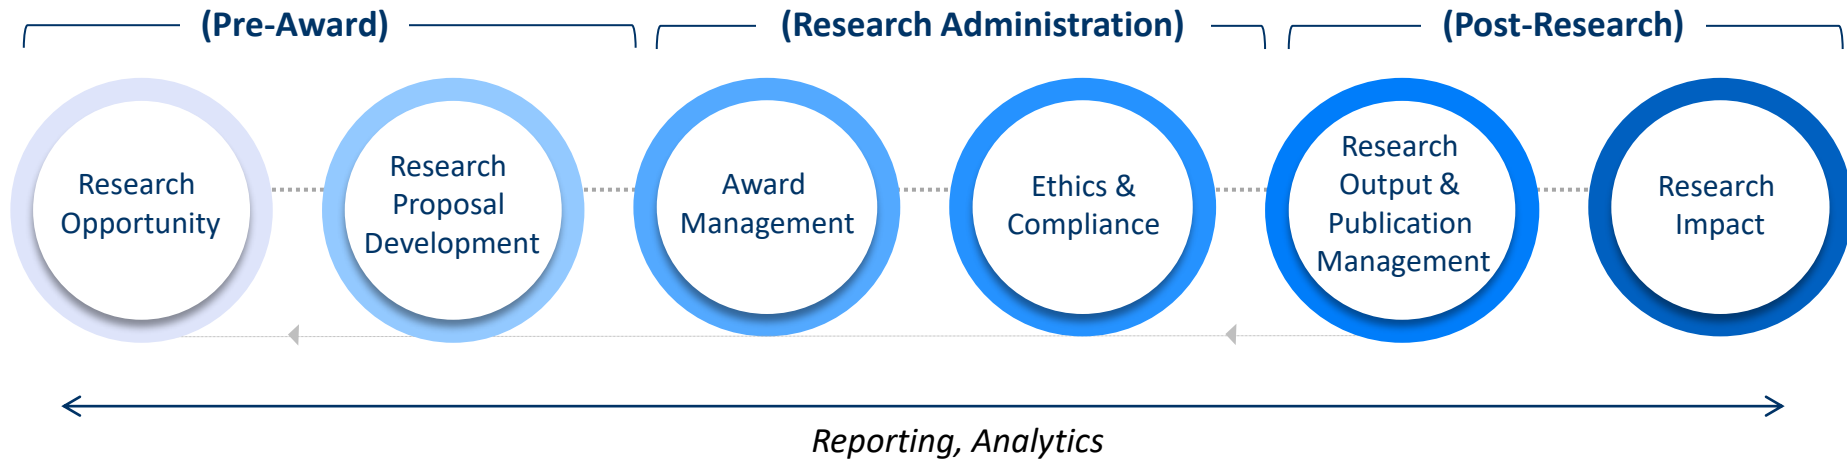 (Pre-Award)
(Research Administration)
(Post-Research)
Research
Opportunity
Research
Proposal
Development
Award
Management
Ethics &
Compliance
Research
Output &
Publication
Management
Research
Impact
Reporting, Analytics